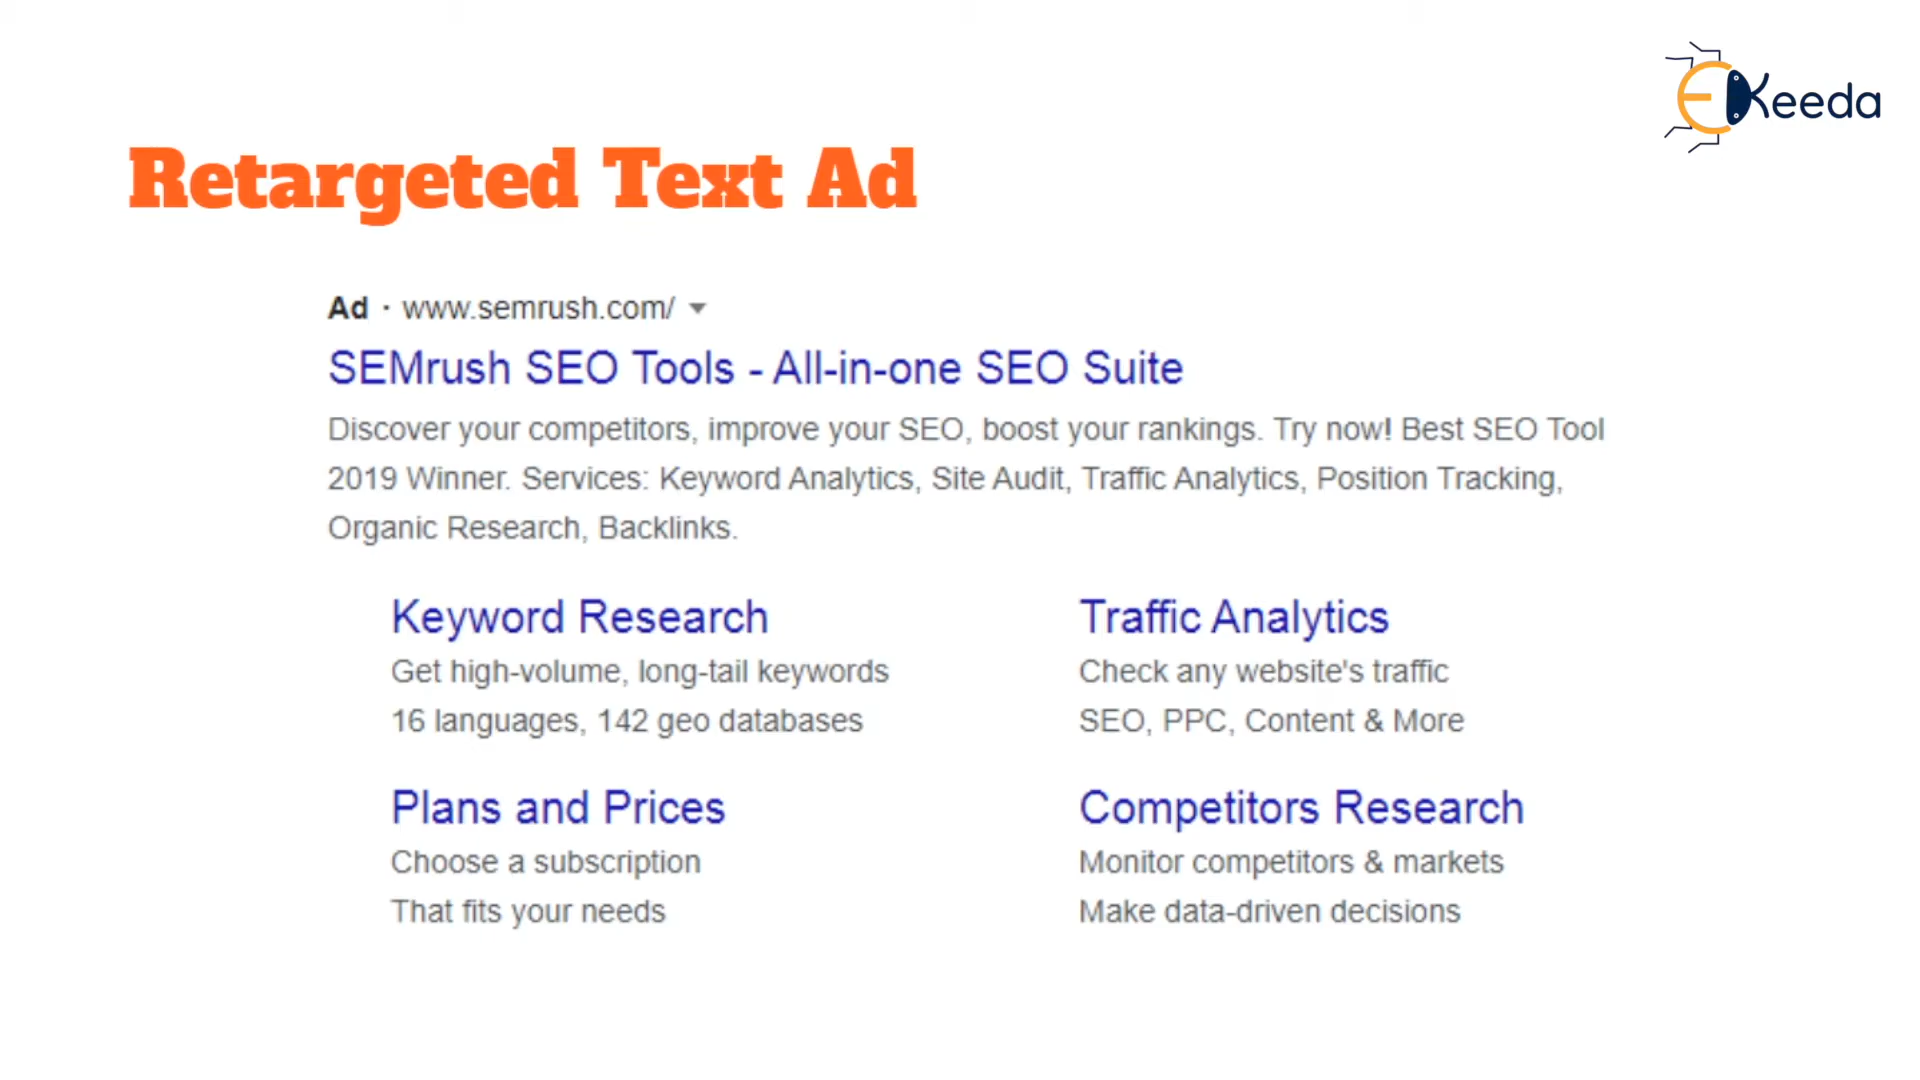 EKeeda
Retargeted Text Ad
Ad · www.semrush.com/
SEMrush SEO Tools - All-in-one SEO Suite
Discover your competitors, improve your SEO, boost your rankings. Try now! Best SEO Tool
2019 Winner. Services: Keyword Analytics, Site Audit, Traffic Analytics, Position Tracking,
Organic Research, Backlinks.
Keyword Research
Get high-volume, long-tail keywords
16 languages, 142 geo databases
Traffic Analytics
Check any website's traffic
SEO, PPC, Content & More
Plans and Prices
Choose a subscription
That fits your needs
Competitors Research
Monitor competitors & markets
Make data-driven decisions